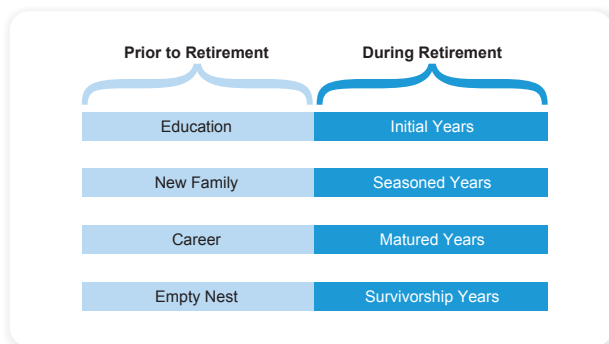 Prior to Retirement
During Retirement
Education
Initial Years
New Family
Seasoned Years
Career
Matured Years
Empty Nest
Survivorship Years